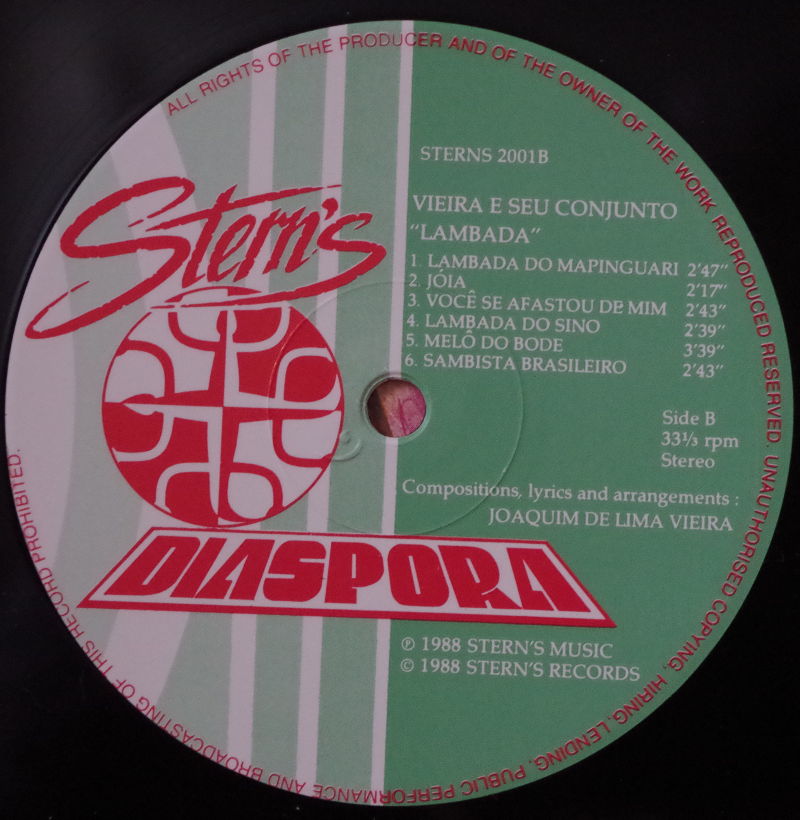 ALL RIGHTS OF THE PRODUCER AND OF THE OWNER OF THE WORK REPRODUCED RESERVED. UNAUTHORISED COPYING, HIRING, LENDING, PUBLIC PERFORMANCE AND BROADCASTING OF THIS RECORD PROHIBITED.
STERNS 2001B
Stern's
VIEIRA E SEU CONJUNTO
"LAMBADA"
1. LAMBADA DO MAPINGUARI 2'47"
2. JÓIA 2'17"
3. VOCÊ SE AFASTOU DE MIM 2'43"
4. LAMBADA DO SINO 2'39"
5. MELÔ DO BODE 3'39"
6. SAMBISTA BRASILEIRO 2'43"
Side B
33⅓ rpm
Stereo
Compositions, lyrics and arrangements :
JOAQUIM DE LIMA VIEIRA
DIASPORA
℗ 1988 STERN'S MUSIC
© 1988 STERN'S RECORDS